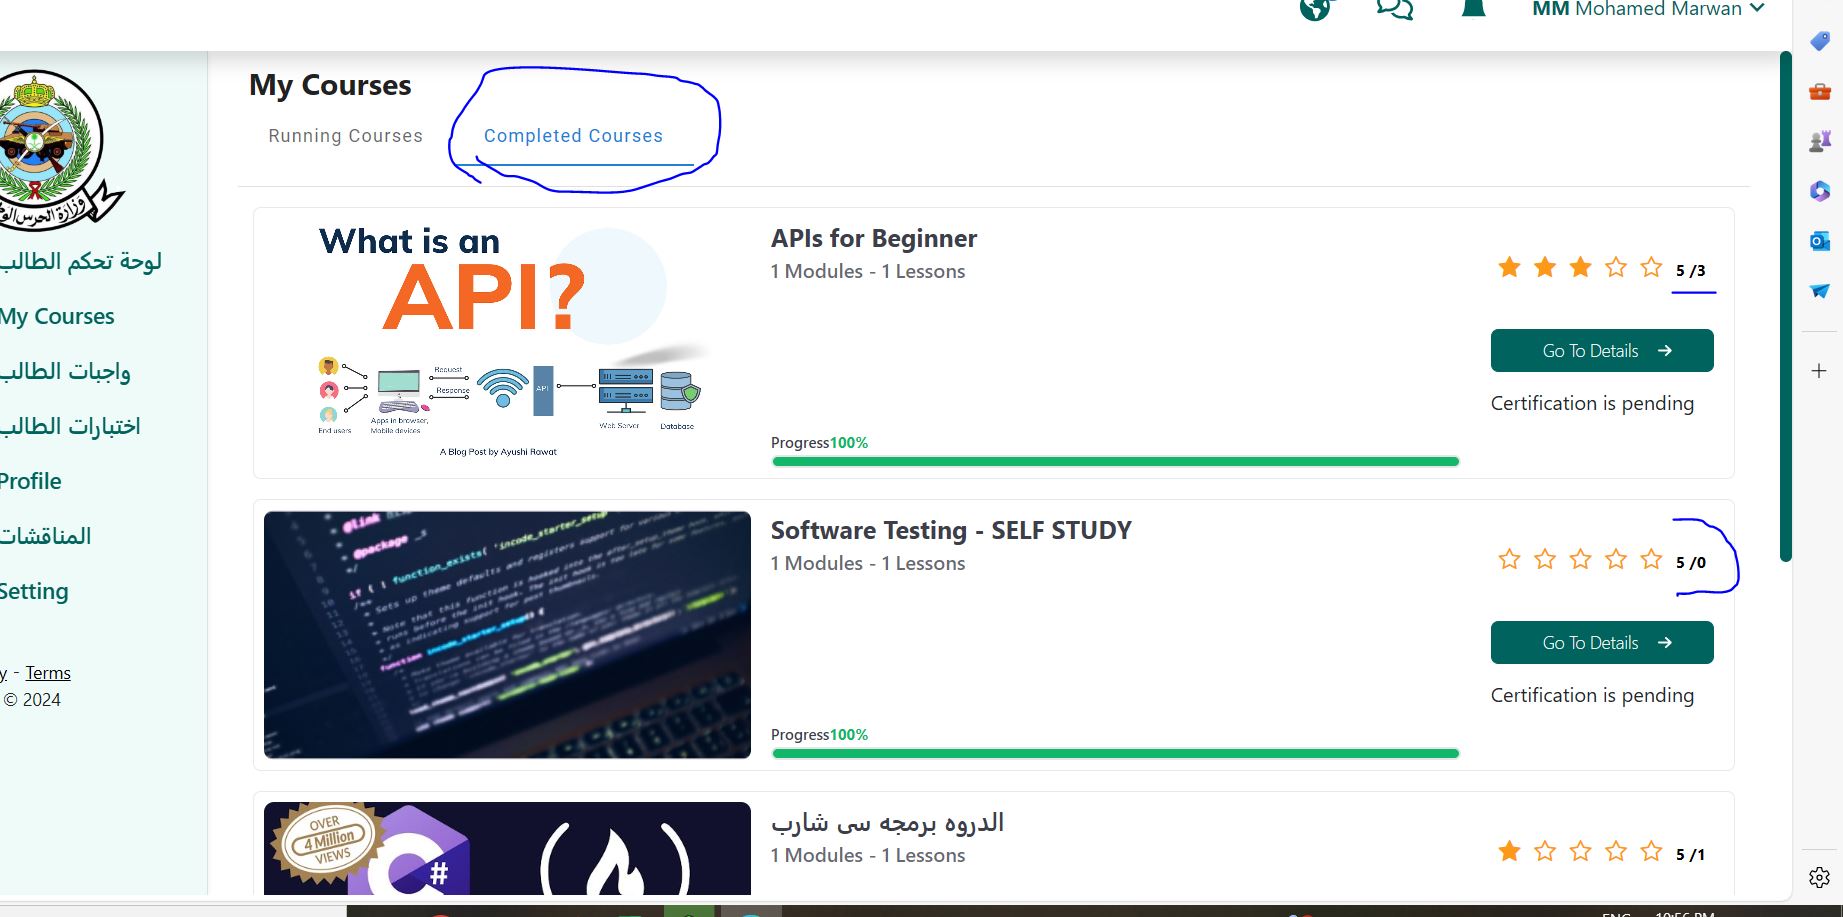 MM Mohamed Marwan
My Courses
Running Courses
Completed Courses
وزارة الحرس
لوحة تحكم الطالب
My Courses
واجبات الطالب
اختبارات الطالب
Profile
المناقشات
Setting
y - Terms
© 2024
What is an
API?
Request
Response
API
End users
Apps in browser,
Mobile devices
Web Server
Database
A Blog Post by Ayushi Rawat
APIs for Beginner
1 Modules - 1 Lessons
5 /3
Go To Details
Certification is pending
Progress100%
@package _s
Software Testing - SELF STUDY
1 Modules - 1 Lessons
5 /0
Go To Details
Certification is pending
Progress100%
OVER
4 Million
VIEWS
C#
الدروه برمجه سى شارب
1 Modules - 1 Lessons
5 /1